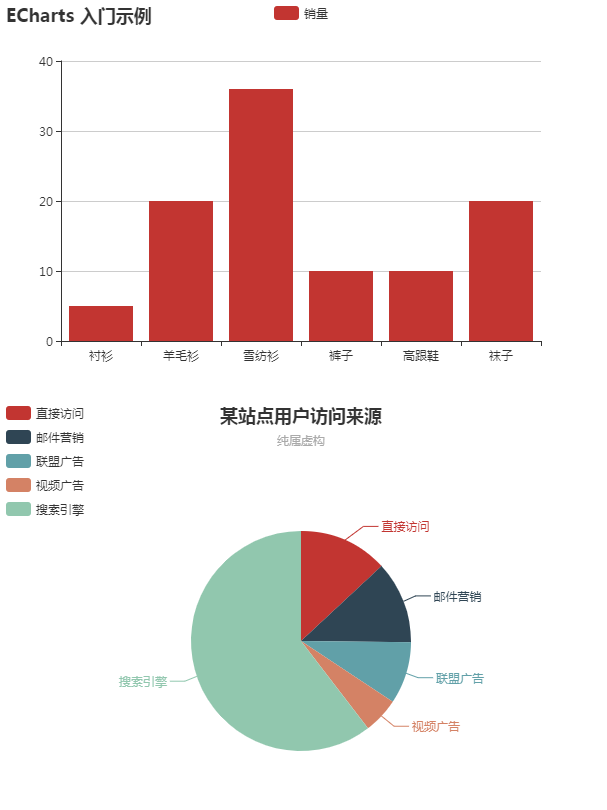 ECharts 入门示例
销量
40
30
20
10
0
衬衫
羊毛衫
雪纺衫
裤子
高跟鞋
袜子
某站点用户访问来源
纯属虚构
直接访问
邮件营销
联盟广告
视频广告
搜索引擎
直接访问
邮件营销
联盟广告
视频广告
搜索引擎